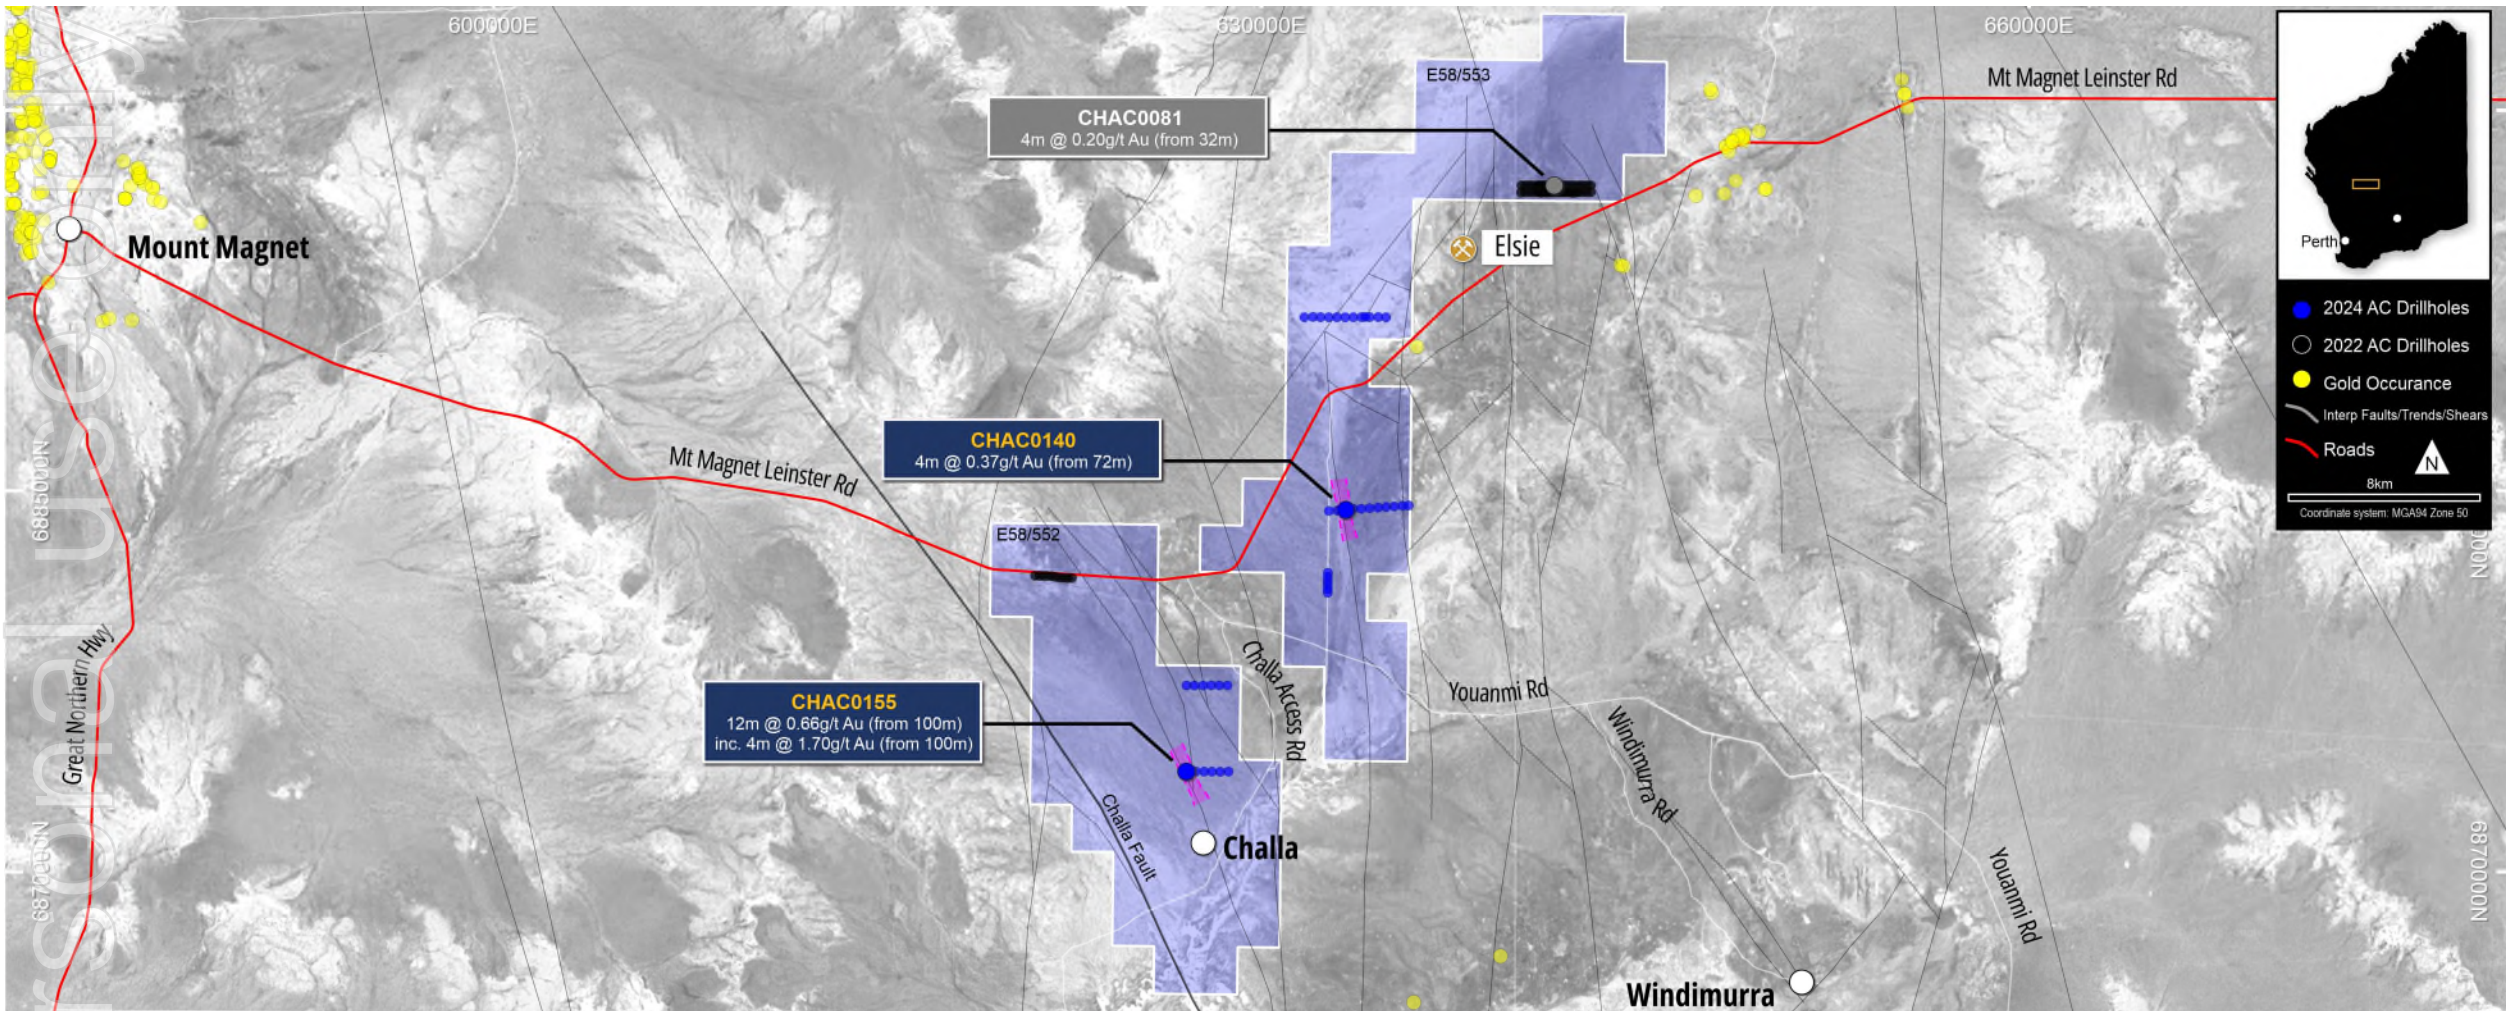 600000E
630000E
660000E
Mt Magnet Leinster Rd
E58/553
CHAC0081
4m @ 0.20g/t Au (from 32m)
Mount Magnet
Elsie
Perth
2024 AC Drillholes
2022 AC Drillholes
Gold Occurance
Interp Faults/Trends/Shears
Roads
N
8km
Coordinate system: MGA94 Zone 50
CHAC0140
4m @ 0.37g/t Au (from 72m)
Mt Magnet Leinster Rd
6885000N
E58/552
Great Northern Hwy
Challa Access Rd
Youanmi Rd
CHAC0155
12m @ 0.66g/t Au (from 100m)
inc. 4m @ 1.70g/t Au (from 100m)
Windimurra Rd
Challa Fault
Challa
6870000N
6870000N
Youanmi Rd
Windimurra
rsonal use only